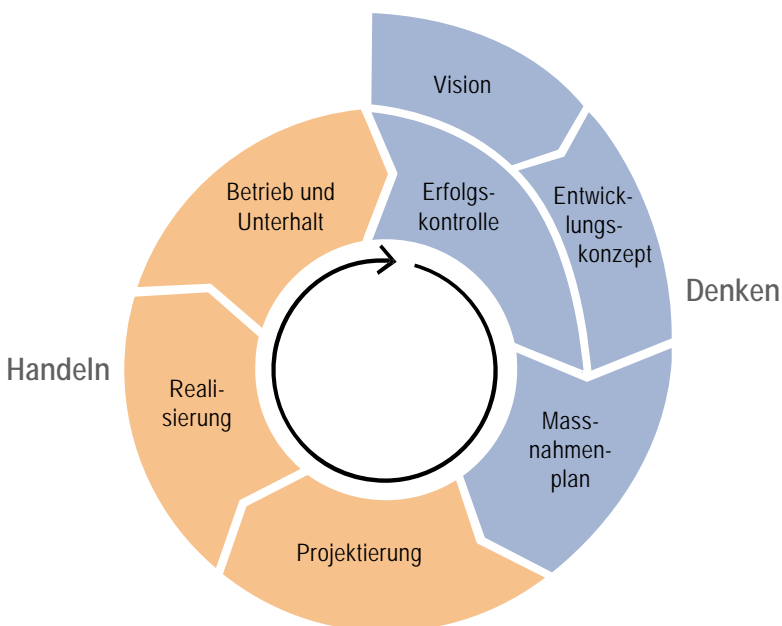 Vision
Entwick-
lungs-
konzept
Erfolgs-
kontrolle
Betrieb und
Unterhalt
Denken
Handeln
Reali-
sierung
Mass-
nahmen-
plan
Projektierung